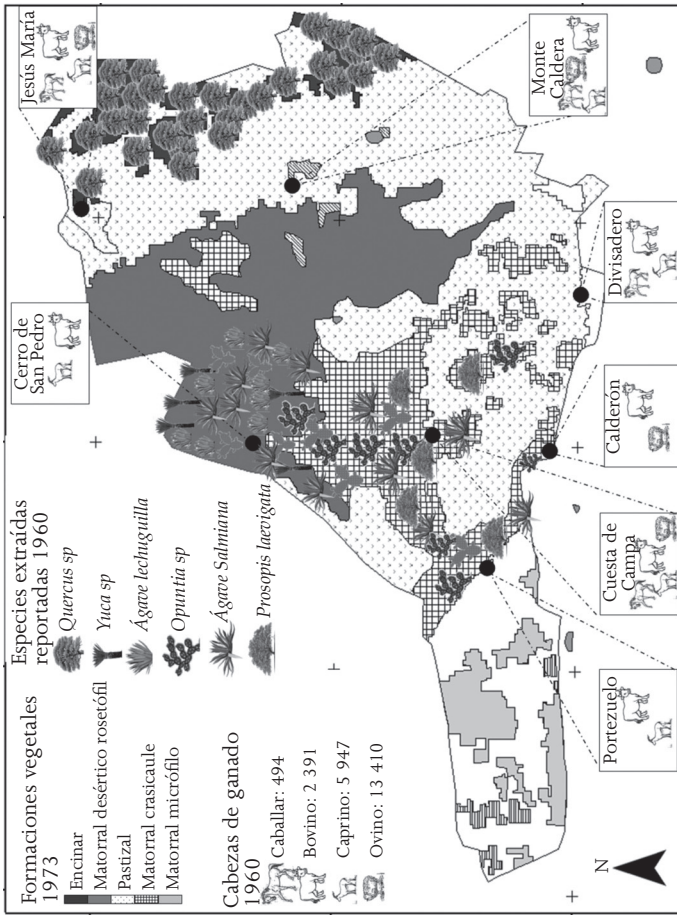 Formaciones vegetales
1973
Encinar
Matorral desértico rosetófil
Pastizal
Matorral crasicaule
Matorral micrófilo
Especies extraídas
reportadas 1960
Quercus sp
Yuca sp
Ágave lechuguilla
Opuntia sp
Ágave Salmiana
Prosopis laevigata
Cabezas de ganado
1960
Caballar: 494
Bovino: 2 391
Caprino: 5 947
Ovino: 13 410
Cerro de
San Pedro
Jesús María
Monte
Caldera
Divisadero
Calderón
Cuesta de
Campa
Portezuelo
N